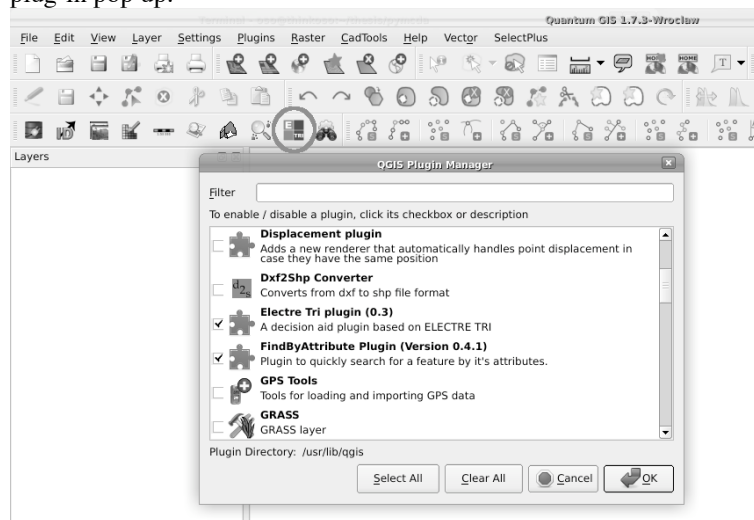 plug-in pop up.
Quantum GIS 1.7.3-Wroclaw
File Edit View Layer Settings Plugins Raster CadTools Help Vector SelectPlus
HOME HOME T
TRI
Layers
QGIS Plugin Manager
Filter
To enable / disable a plugin, click its checkbox or description
Displacement plugin
Adds a new renderer that automatically handles point displacement in
case they have the same position
Dxf2Shp Converter
Converts from dxf to shp file format
Electre Tri plugin (0.3)
A decision aid plugin based on ELECTRE TRI
FindByAttribute Plugin (Version 0.4.1)
Plugin to quickly search for a feature by it's attributes.
GPS Tools
Tools for loading and importing GPS data
GRASS
GRASS layer
Plugin Directory: /usr/lib/qgis
Select All Clear All Cancel OK